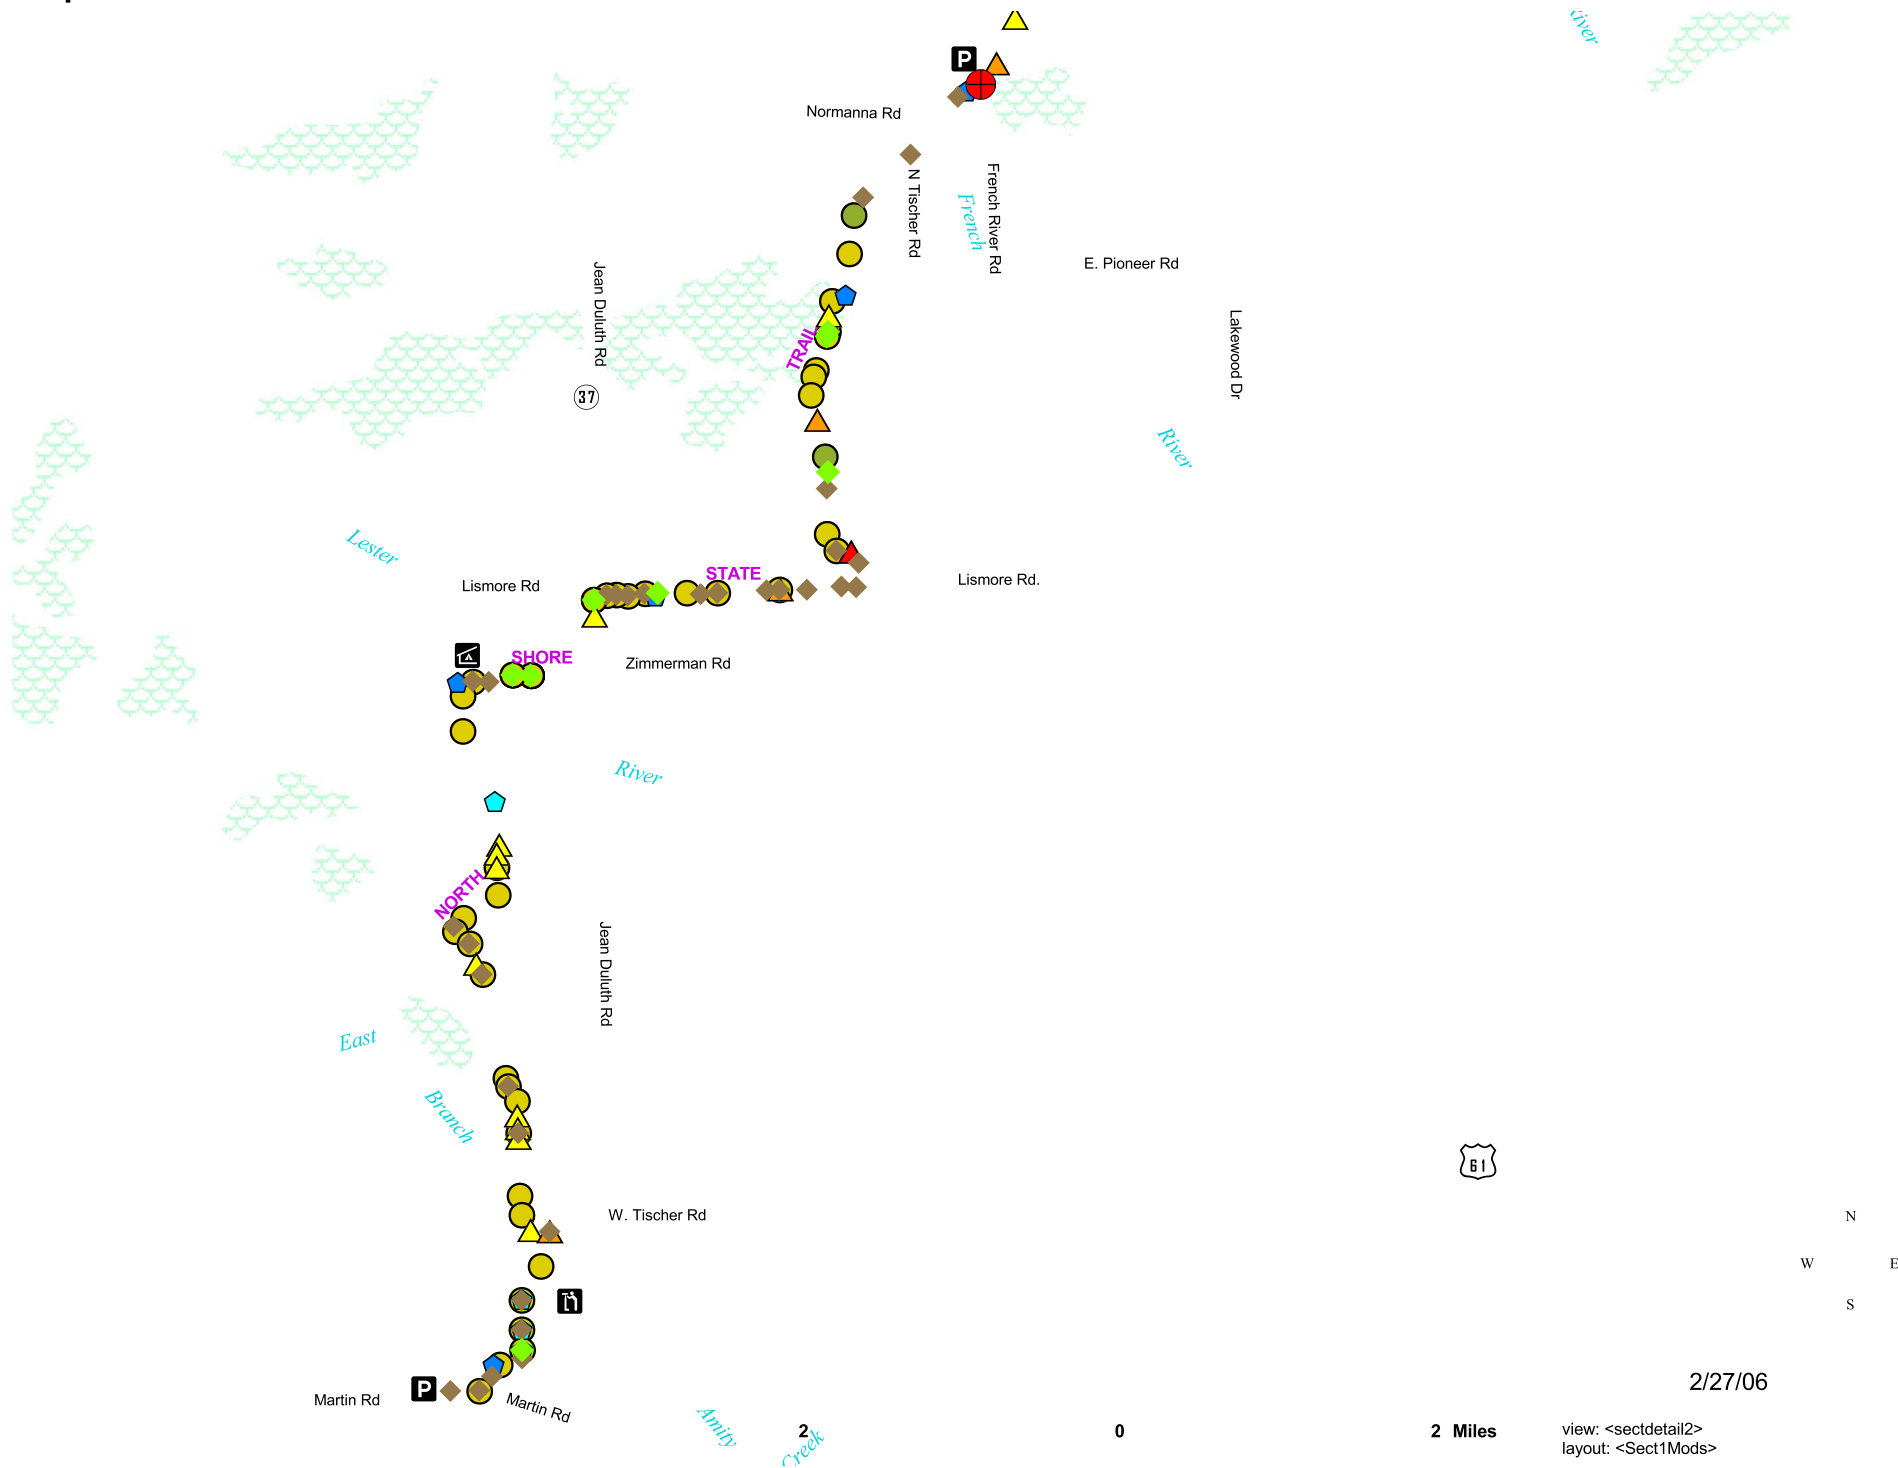 River
P
Normanna Rd
N Tischer Rd
French River Rd
French
E. Pioneer Rd
Jean Duluth Rd
TRAIL
Lakewood Dr
37
River
Lester
STATE
Lismore Rd
Lismore Rd.
SHORE
Zimmerman Rd
River
NORTH
Jean Duluth Rd
East
Branch
61
W. Tischer Rd
N
W E
S
2/27/06
P
Martin Rd
Martin Rd
Amity
Creek
2 0 2 Miles
view: <sectdetail2>
layout: <Sect1Mods>